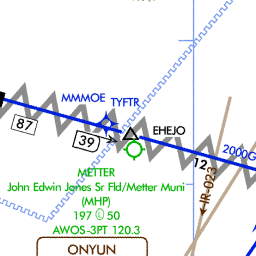 MMMOE
TYFTR
87
39
EHEJO
2000G
12
IR-023
METTER
John Edwin Jones Sr Fld/Metter Muni
(MHP)
197 Ⓛ 50
AWOS-3PT 120.3
ONYUN